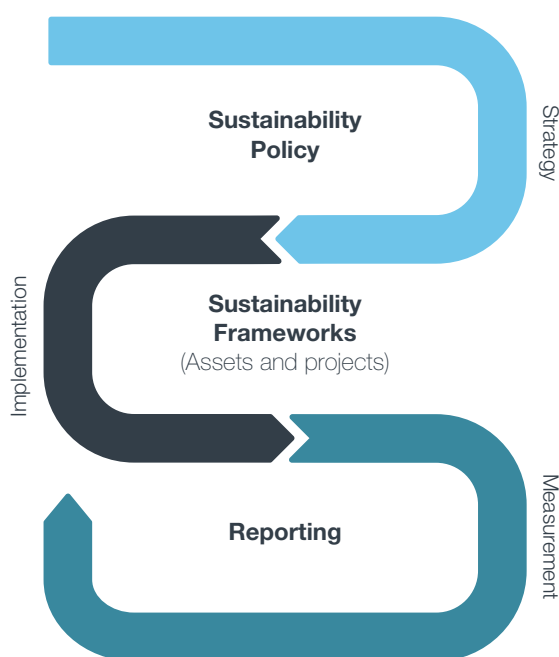 Sustainability
Policy
Strategy
Implementation
Sustainability
Frameworks
(Assets and projects)
Reporting
Measurement